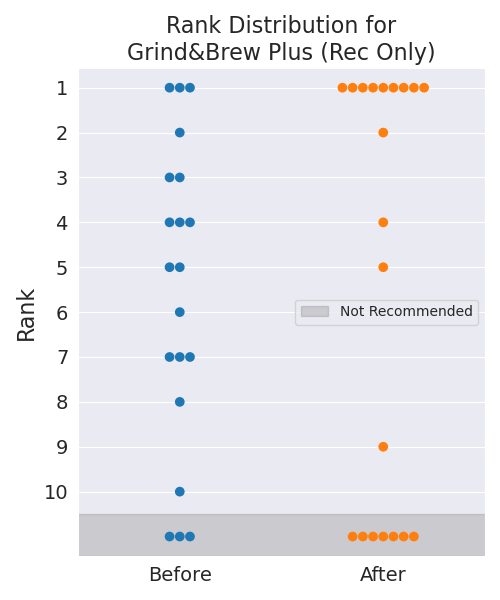 Rank Distribution for
Grind&Brew Plus (Rec Only)
Rank
1
2
3
4
5
6
7
8
9
10
Not Recommended
Before
After